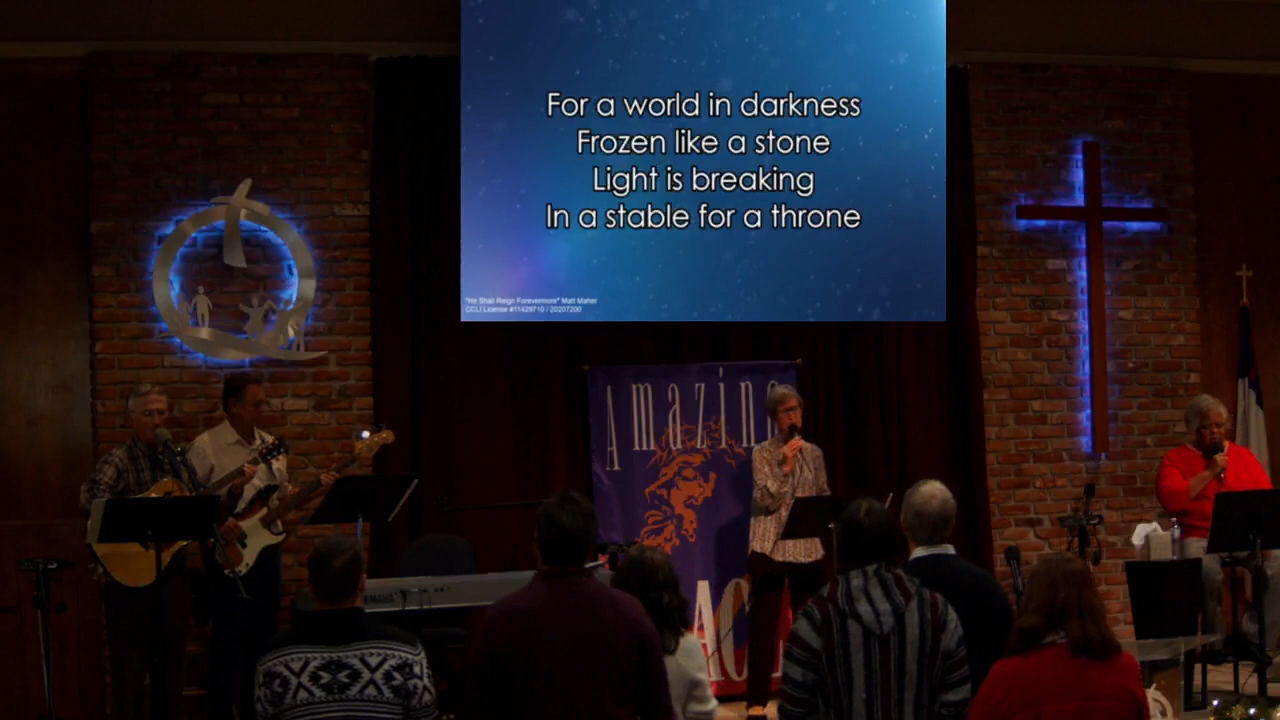 For a world in darkness
Frozen like a stone
Light is breaking
In a stable for a throne
"He Shall Reign Forevermore" Matt Maher
CCLI License #11429710 / 20207200
Amazing
YAMAHA